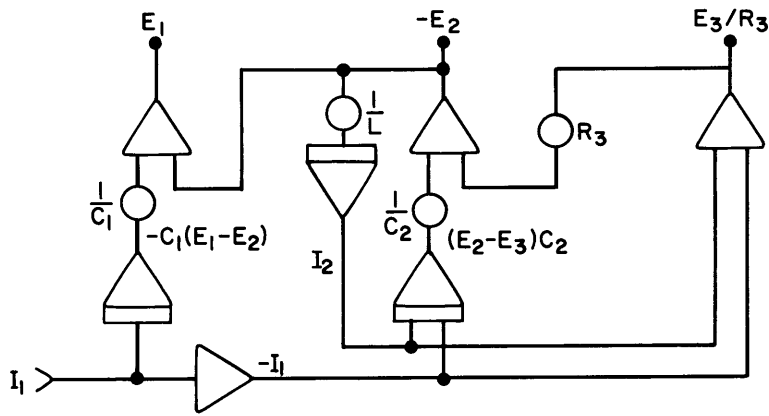 E₁
-E₂
E₃/R₃
1/L
R₃
1/C₁
-C₁(E₁-E₂)
1/C₂
(E₂-E₃)C₂
I₂
I₁
-I₁